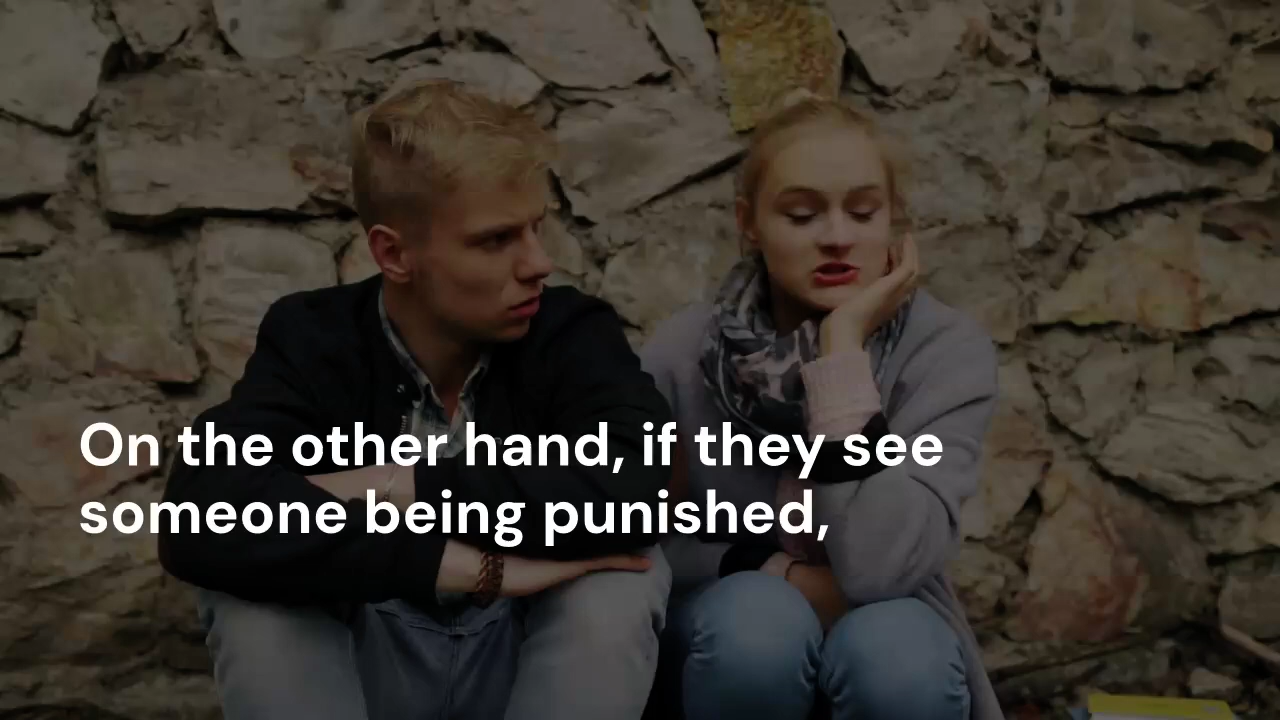 On the other hand, if they see
someone being punished,